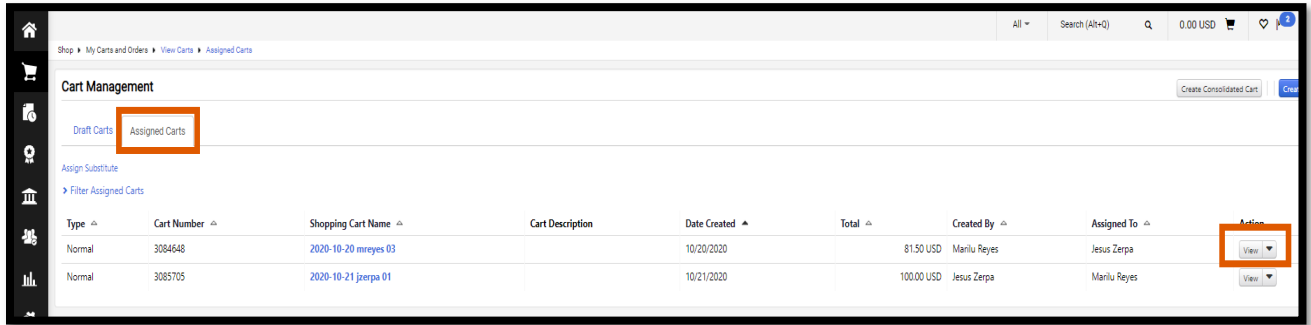 All Search (Alt+Q) 0.00 USD 2
Shop My Carts and Orders View Carts Assigned Carts
Cart Management
Create Consolidated Cart
Draft Carts Assigned Carts
Assign Substitute
Filter Assigned Carts
Type Cart Number Shopping Cart Name Cart Description Date Created Total Created By Assigned To Action
Normal 3084648 2020-10-20 mreyes 03 10/20/2020 81.50 USD Marilu Reyes Jesus Zerpa View
Normal 3085705 2020-10-21 jzerpa 01 10/21/2020 100.00 USD Jesus Zerpa Marilu Reyes View